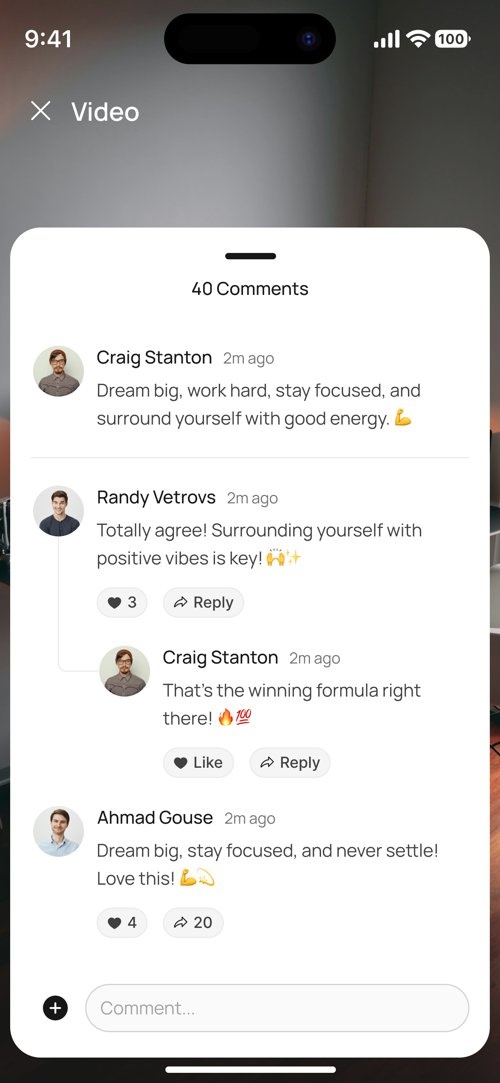 9:41
100
Video
40 Comments
Craig Stanton 2m ago
Dream big, work hard, stay focused, and
surround yourself with good energy. 💪
Randy Vetrovs 2m ago
Totally agree! Surrounding yourself with
positive vibes is key! 🙌✨
3 Reply
Craig Stanton 2m ago
That's the winning formula right
there! 🔥💯
Like Reply
Ahmad Gouse 2m ago
Dream big, stay focused, and never settle!
Love this! 💪💫
4 20
Comment...